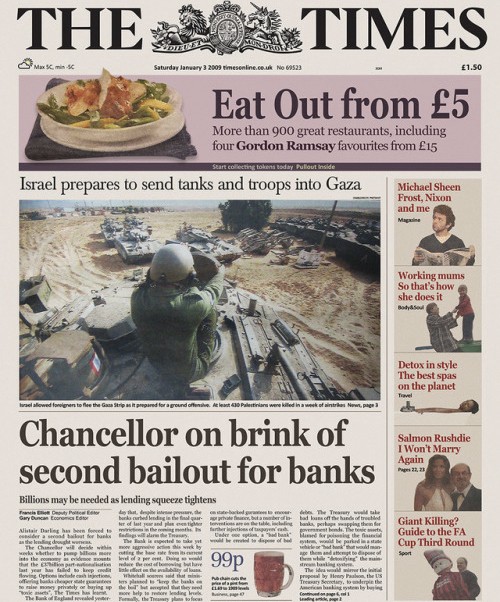 THE TIMES
DIEU ET MON DROIT
Max 5C, min -5C
Saturday January 3 2009 timesonline.co.uk No 69523
£1.50
Eat Out from £5
More than 900 great restaurants, including
four Gordon Ramsay favourites from £15
Start collecting tokens today Pullout Inside
Israel prepares to send tanks and troops into Gaza
Israel allowed foreigners to flee the Gaza Strip as it prepared for a ground offensive. At least 430 Palestinians were killed in a week of airstrikes News, page 3
Chancellor on brink of
second bailout for banks
Billions may be needed as lending squeeze tightens
Francis Elliott Deputy Political Editor
Gary Duncan Economics Editor
Alistair Darling has been forced to
consider a second bailout for banks
as the lending drought worsens.
The Chancellor will decide within
weeks whether to pump billions more
into the economy as evidence mounts
that the £37billion part-nationalisation
last year has failed to keep credit
flowing. Options include cash injections,
offering banks cheaper state guarantees
to raise money privately or buying up
"toxic assets", The Times has learnt.
The Bank of England revealed yester-
day that, despite intense pressure, the
banks curbed lending in the final quar-
ter of last year and plan even tighter
restrictions in the coming months. Its
findings will alarm the Treasury.
The Bank is expected to take yet
more aggressive action this week by
cutting the base rate from its current
level of 2 per cent. Doing so would
reduce the cost of borrowing but have
little effect on the availability of loans.
Whitehall sources said that minis-
ters planned to "keep the banks on
the boil" but accepted that they need
more help to restore lending levels.
Formally, the Treasury plans to focus
on state-backed guarantees to encour-
age private finance, but a number of in-
terventions are on the table, including
further injections of taxpayers' cash.
Under one option, a "bad bank"
would be created to dispose of bad
debts. The Treasury would take
bad loans off the hands of troubled
banks, perhaps swapping them for
government bonds. The toxic assets,
blamed for poisoning the financial
system, would be parked in a state
vehicle or "bad bank" that would man-
age them and attempt to dispose of
them while "detoxifying" the main-
stream banking system.
The idea would mirror the initial
proposal by Henry Paulson, the US
Treasury Secretary, to underpin the
American banking system by buying
Continued on page 6, col 1
Leading article, page 2
99p
Pub chain cuts the
price of a pint from
£1.69 to 1989 levels
Business, page 47
Michael Sheen
Frost, Nixon
and me
Magazine
Working mums
So that's how
she does it
Body&Soul
Detox in style
The best spas
on the planet
Travel
Salmon Rushdie
I Won't Marry
Again
Pages 22, 23
Giant Killing?
Guide to the FA
Cup Third Round
Sport